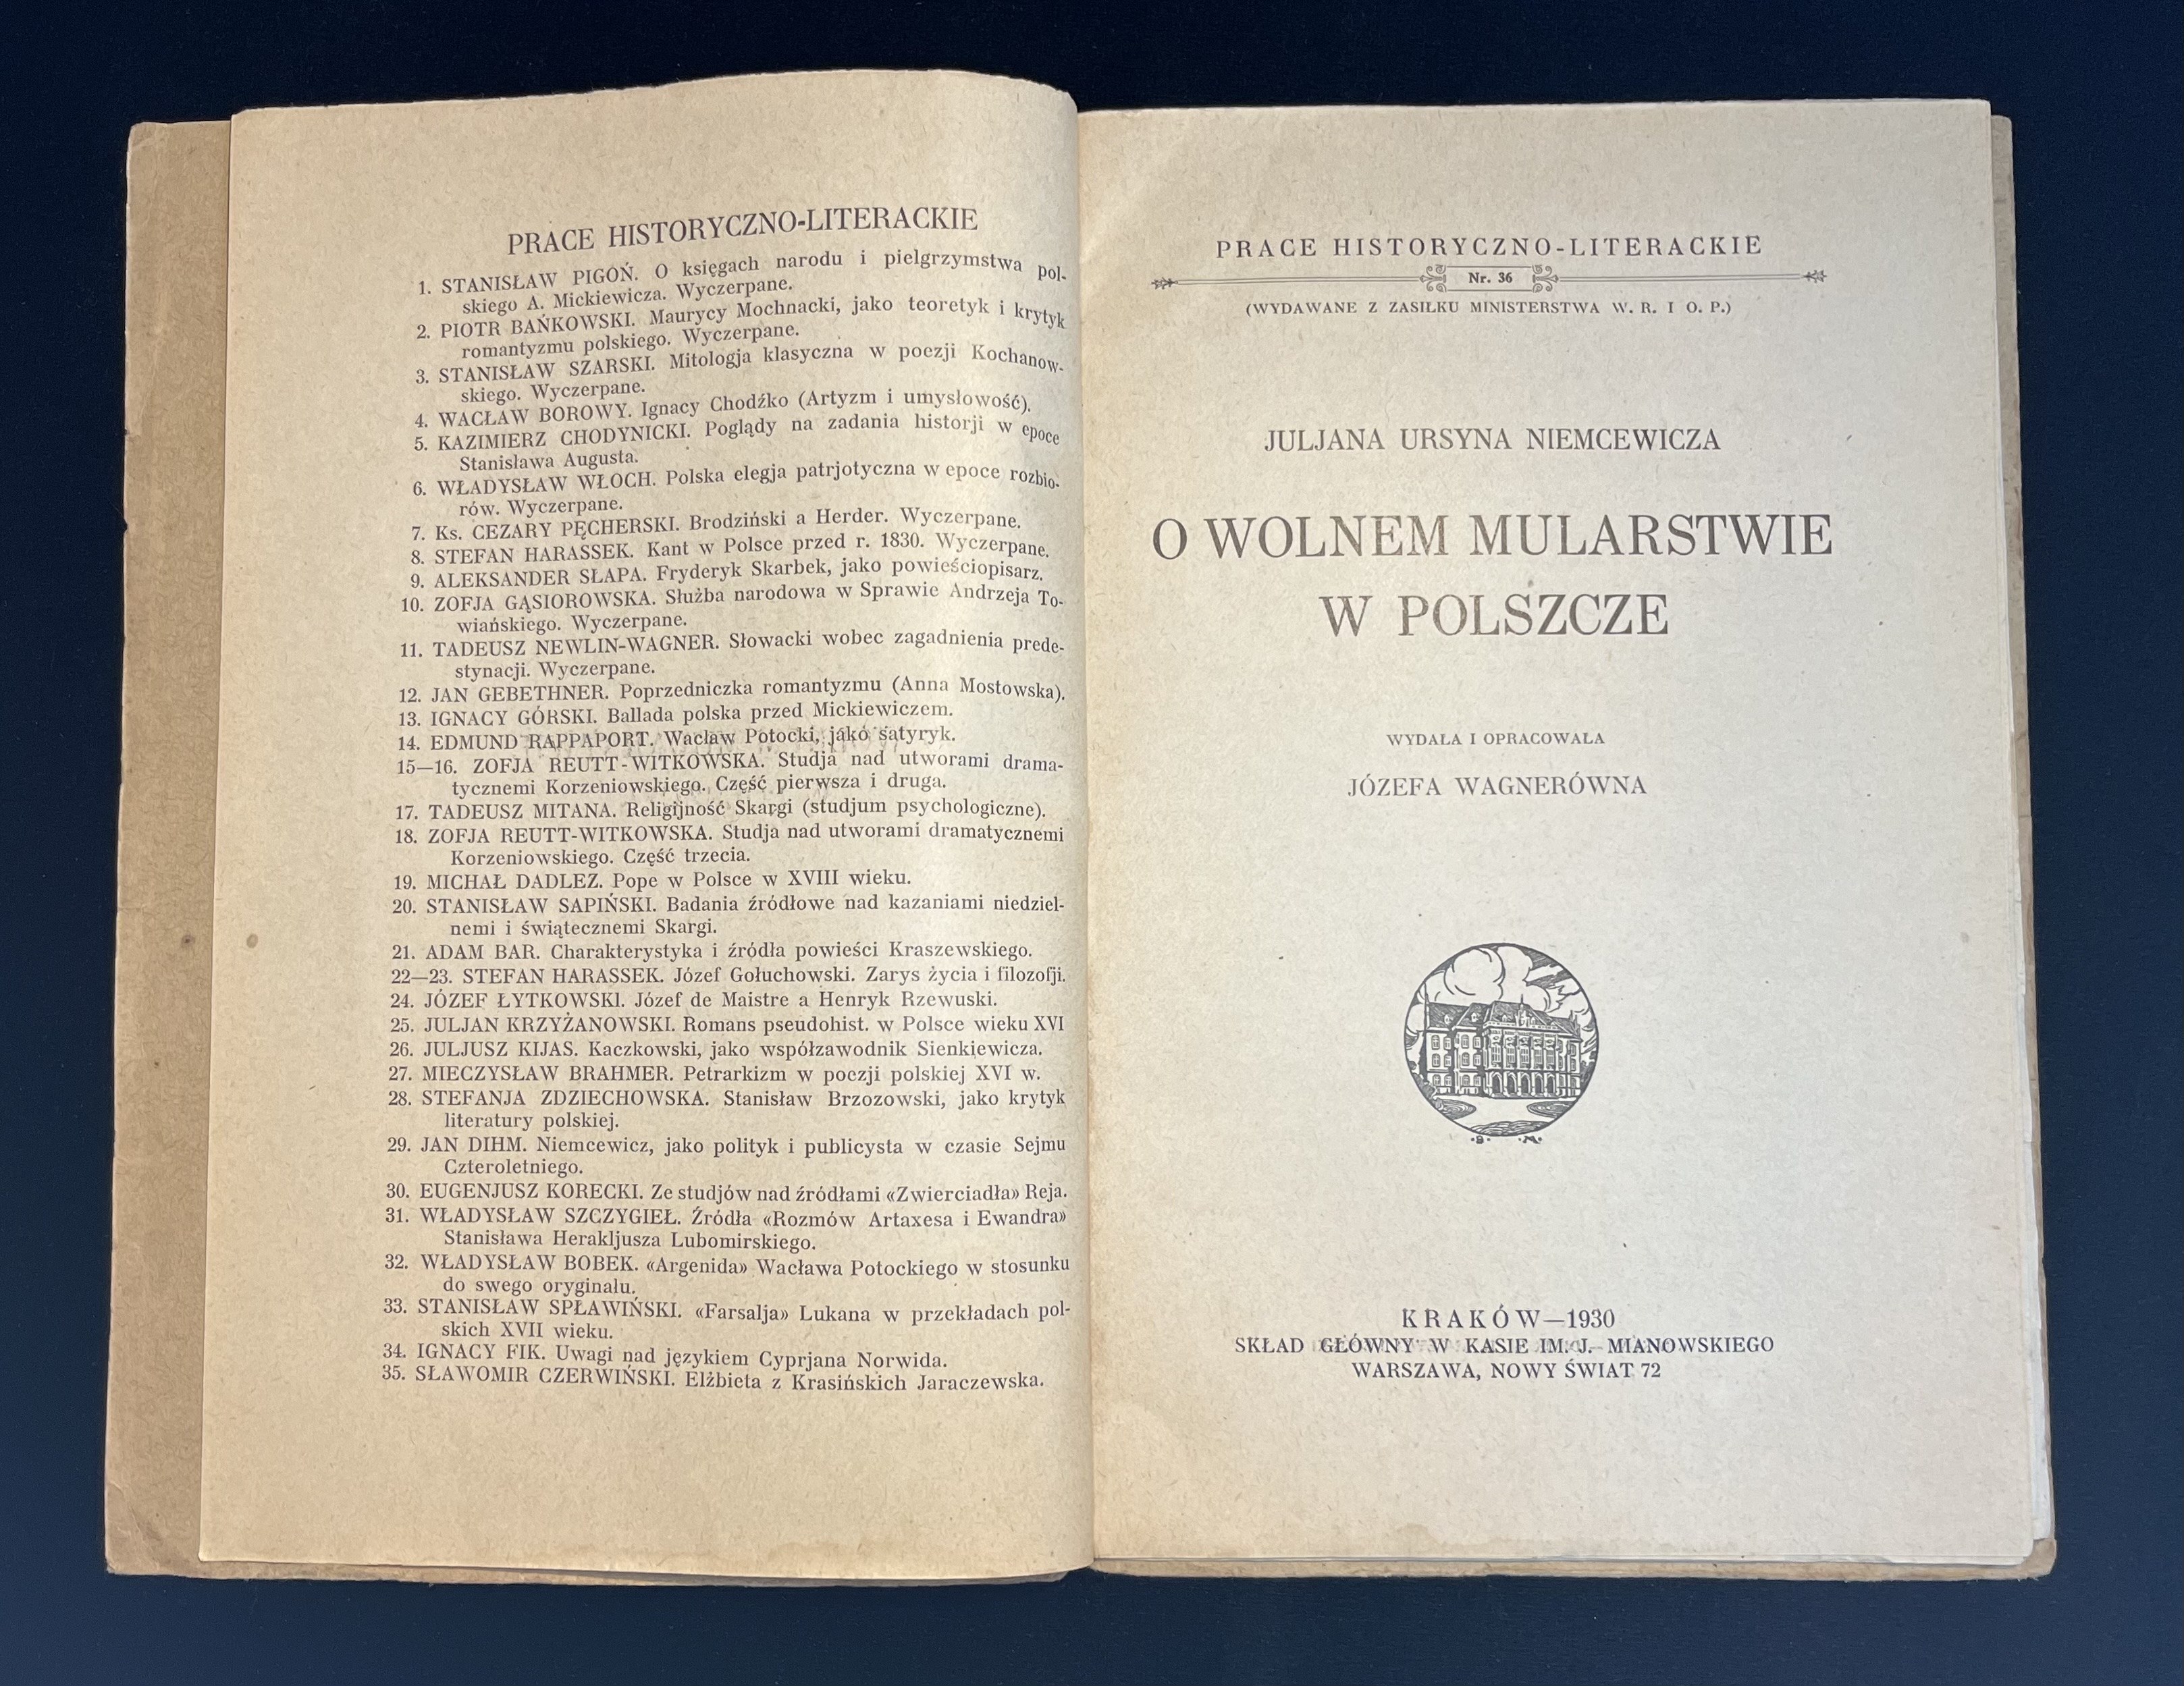 PRACE HISTORYCZNO-LITERACKIE
1. STANISŁAW PIGOŃ. O księgach narodu i pielgrzymstwa pol-
skiego A. Mickiewicza. Wyczerpane.
2. PIOTR BAŃKOWSKI. Maurycy Mochnacki, jako teoretyk i krytyk
romantyzmu polskiego. Wyczerpane.
3. STANISŁAW SZARSKI. Mitologja klasyczna w poezji Kochanow-
skiego. Wyczerpane.
4. WACŁAW BOROWY. Ignacy Chodźko (Artyzm i umysłowość).
5. KAZIMIERZ CHODYNICKI. Poglądy na zadania historji w epoce
Stanisława Augusta.
6. WŁADYSŁAW WŁOCH. Polska elegja patrjotyczna w epoce rozbio-
rów. Wyczerpane.
7. Ks. CEZARY PĘCHERSKI. Brodziński a Herder. Wyczerpane.
8. STEFAN HARASSEK. Kant w Polsce przed r. 1830. Wyczerpane.
9. ALEKSANDER SŁAPA. Fryderyk Skarbek, jako powieściopisarz.
10. ZOFJA GĄSIOROWSKA. Służba narodowa w Sprawie Andrzeja To-
wiańskiego. Wyczerpane.
11. TADEUSZ NEWLIN-WAGNER. Słowacki wobec zagadnienia prede-
stynacji. Wyczerpane.
12. JAN GEBETHNER. Poprzedniczka romantyzmu (Anna Mostowska).
13. IGNACY GÓRSKI. Ballada polska przed Mickiewiczem.
14. EDMUND RAPPAPORT. Wacław Potocki, jako satyryk.
15—16. ZOFJA REUTT-WITKOWSKA. Studja nad utworami drama-
tycznemi Korzeniowskiego. Część pierwsza i druga.
17. TADEUSZ MITANA. Religijność Skargi (studjum psychologiczne).
18. ZOFJA REUTT-WITKOWSKA. Studja nad utworami dramatycznemi
Korzeniowskiego. Część trzecia.
19. MICHAŁ DADLEZ. Pope w Polsce w XVIII wieku.
20. STANISŁAW SAPIŃSKI. Badania źródłowe nad kazaniami niedziel-
nemi i świątecznemi Skargi.
21. ADAM BAR. Charakterystyka i źródła powieści Kraszewskiego.
22—23. STEFAN HARASSEK. Józef Gołuchowski. Zarys życia i filozofji.
24. JÓZEF ŁYTKOWSKI. Józef de Maistre a Henryk Rzewuski.
25. JULJAN KRZYŻANOWSKI. Romans pseudohist. w Polsce wieku XVI
26. JULJUSZ KIJAS. Kaczkowski, jako współzawodnik Sienkiewicza.
27. MIECZYSŁAW BRAHMER. Petrarkizm w poezji polskiej XVI w.
28. STEFANJA ZDZIECHOWSKA. Stanisław Brzozowski, jako krytyk
literatury polskiej.
29. JAN DIHM. Niemcewicz, jako polityk i publicysta w czasie Sejmu
Czteroletniego.
30. EUGENJUSZ KORECKI. Ze studjów nad źródłami «Zwierciadła» Reja.
31. WŁADYSŁAW SZCZYGIEŁ. Źródła «Rozmów Artaxesa i Ewandra»
Stanisława Herakljusza Lubomirskiego.
32. WŁADYSŁAW BOBEK. «Argenida» Wacława Potockiego w stosunku
do swego oryginału.
33. STANISŁAW SPŁAWIŃSKI. «Farsalja» Lukana w przekładach pol-
skich XVII wieku.
34. IGNACY FIK. Uwagi nad językiem Cyprjana Norwida.
35. SŁAWOMIR CZERWIŃSKI. Elżbieta z Krasińskich Jaraczewska.
PRACE HISTORYCZNO-LITERACKIE
Nr. 36
(WYDAWANE Z ZASIŁKU MINISTERSTWA W. R. I O. P.)
JULJANA URSYNA NIEMCEWICZA
O WOLNEM MULARSTWIE
W POLSZCZE
WYDAŁA I OPRACOWAŁA
JÓZEFA WAGNERÓWNA
B. M.
KRAKÓW—1930
SKŁAD GŁÓWNY W KASIE IM. J. MIANOWSKIEGO
WARSZAWA, NOWY ŚWIAT 72